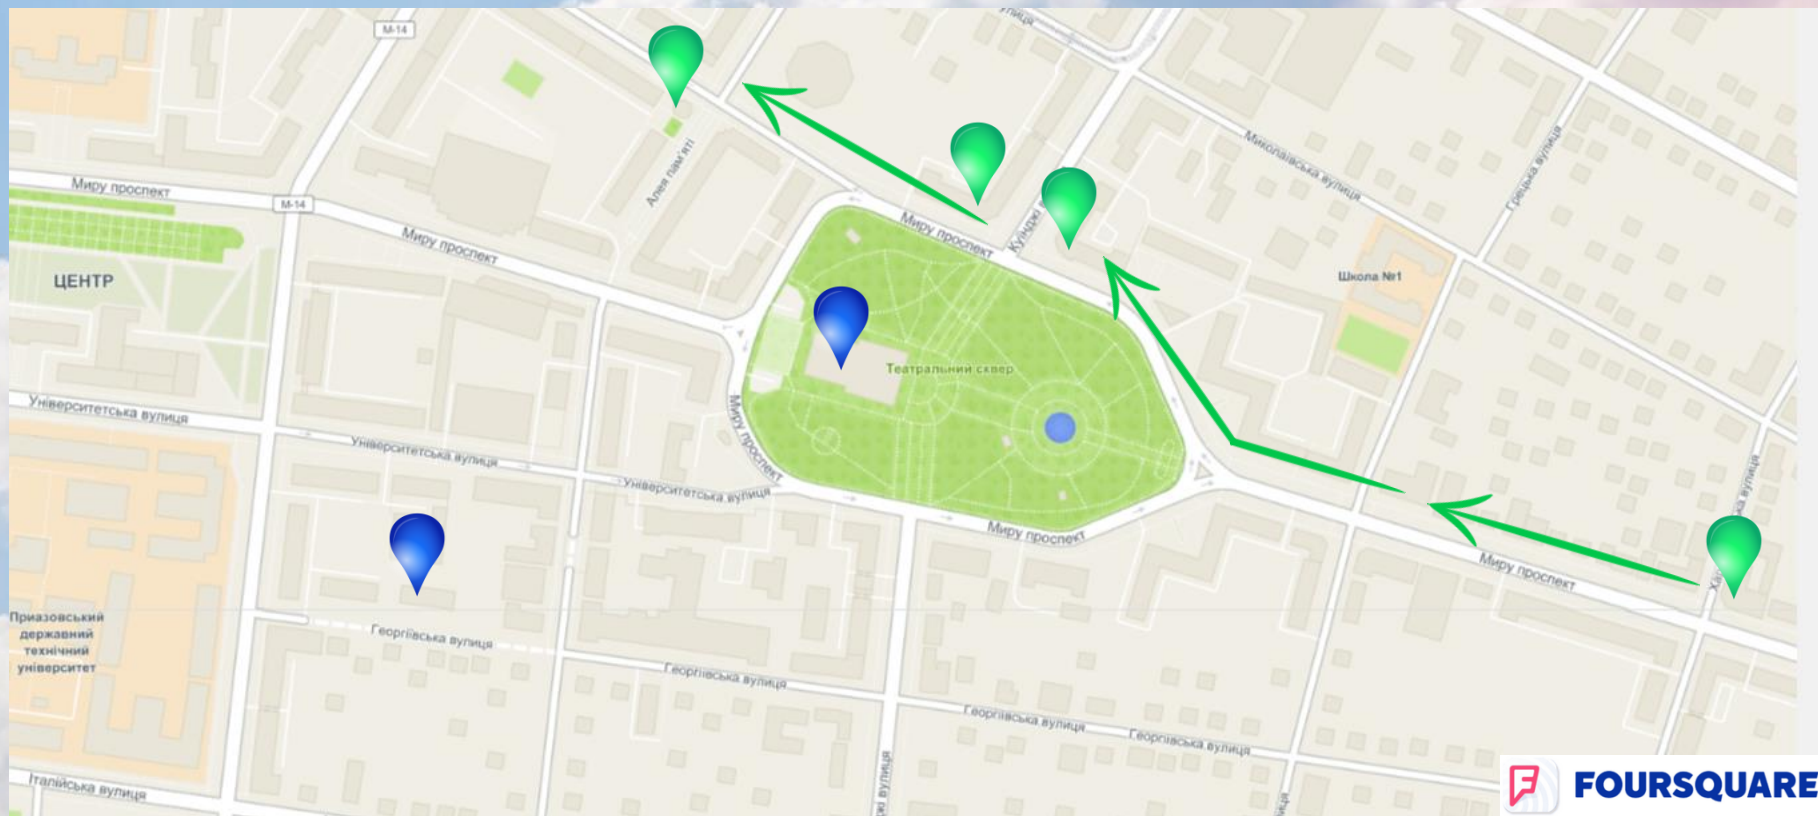 М-14
Миру проспект
М-14
Миру проспект
Алея пам'яті
Миру проспект
Миколаївська вулиця
Грецька вулиця
ЦЕНТР
Школа №1
Театральний сквер
Університетська вулиця
Університетська вулиця
Університетська вулиця
Миру проспект
Миру проспект
Миру проспект
Приазовський
державний
технічний
університет
Георгіївська вулиця
Георгіївська вулиця
Георгіївська вулиця
Георгіївська вулиця
Італійська вулиця
FOURSQUARE